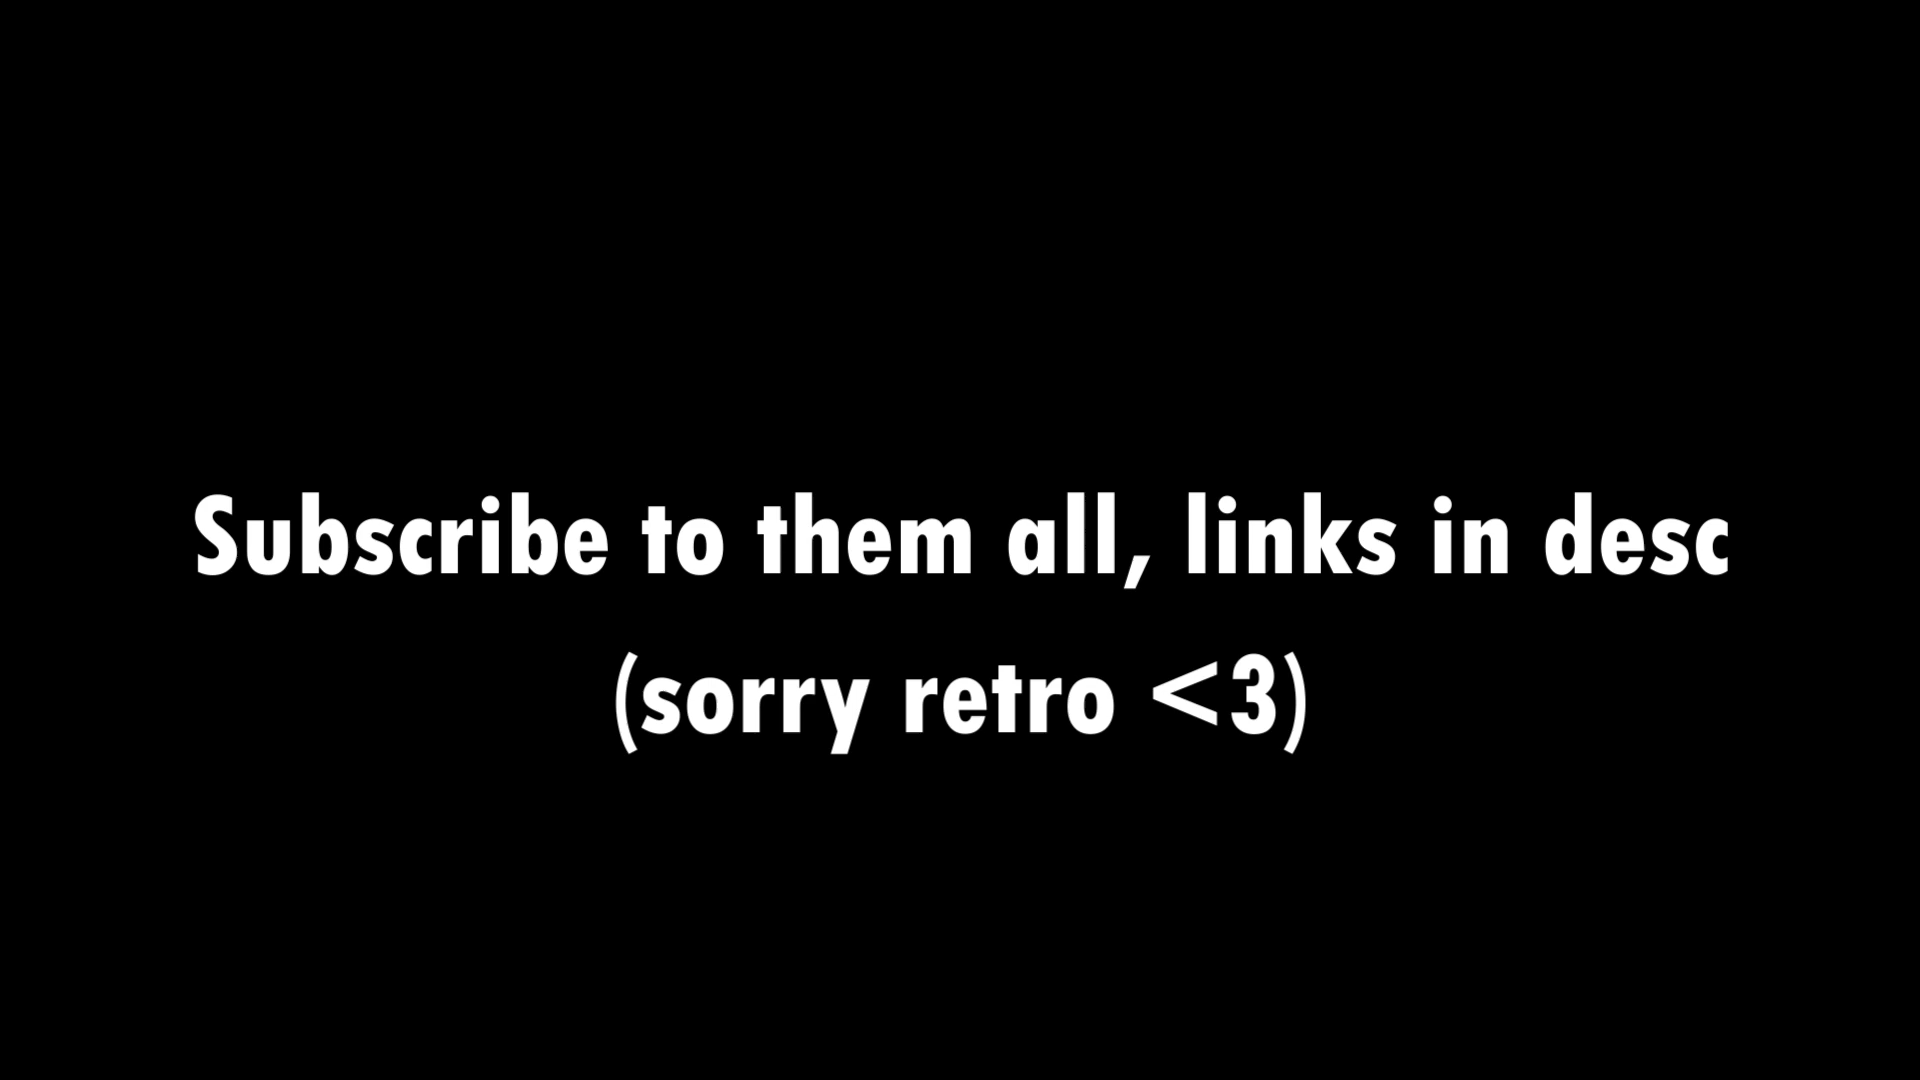 Subscribe to them all, links in desc
(sorry retro <3)